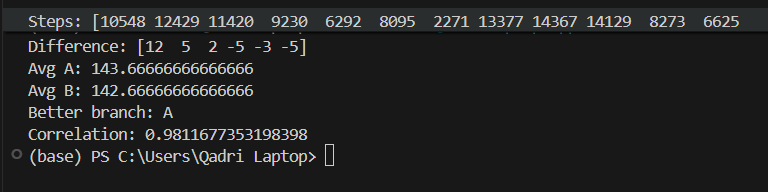 Steps: [10548 12429 11420  9230  6292  8095  2271 13377 14367 14129  8273  6625
Difference: [12  5  2 -5 -3 -5]
Avg A: 143.66666666666666
Avg B: 142.66666666666666
Better branch: A
Correlation: 0.9811677353198398
(base) PS C:\Users\Qadri Laptop>